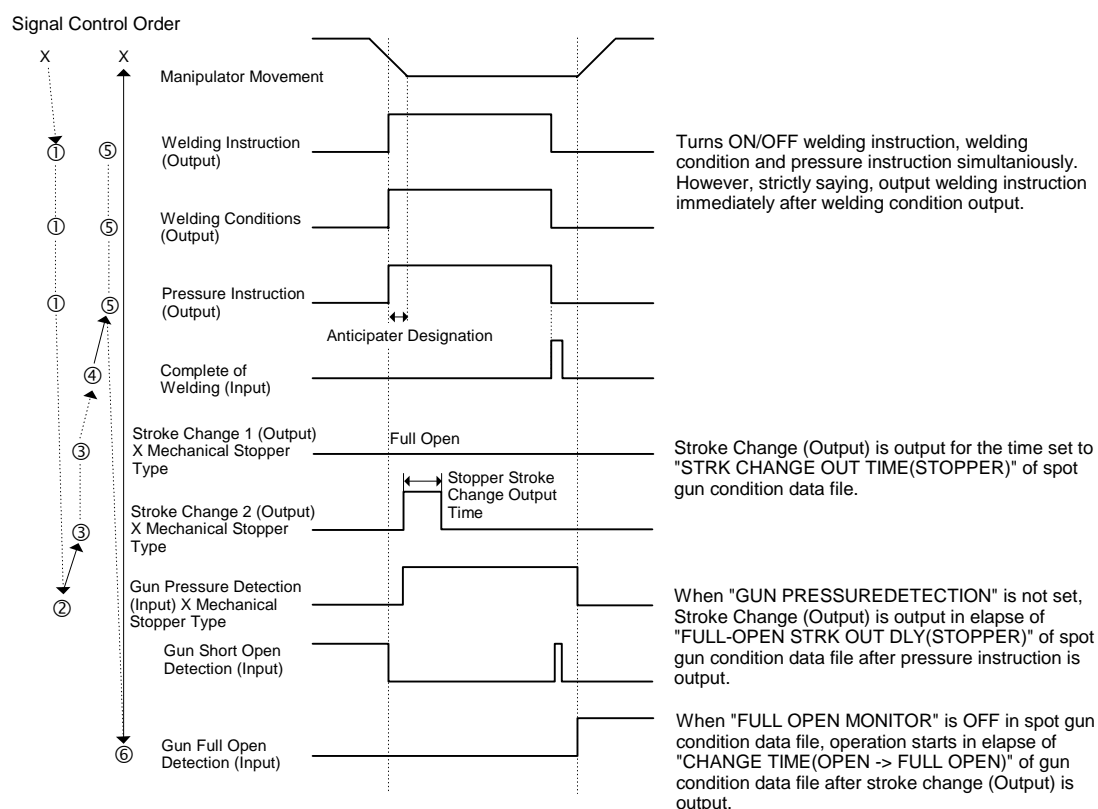 Signal Control Order
X X
Manipulator Movement
① ⑤ Welding Instruction
(Output)
Turns ON/OFF welding instruction, welding
condition and pressure instruction simultaniously.
However, strictly saying, output welding instruction
immediately after welding condition output.
① ⑤ Welding Conditions
(Output)
① ⑤ Pressure Instruction
(Output)
Anticipater Designation
④ Complete of
Welding (Input)
③ Stroke Change 1 (Output)
X Mechanical Stopper
Type
Full Open
Stroke Change (Output) is output for the time set to
"STRK CHANGE OUT TIME(STOPPER)" of spot
gun condition data file.
Stopper Stroke
Change Output
Time
③ Stroke Change 2 (Output)
X Mechanical Stopper
Type
② Gun Pressure Detection
(Input) X Mechanical
Stopper Type
When "GUN PRESSUREDETECTION" is not set,
Stroke Change (Output) is output in elapse of
"FULL-OPEN STRK OUT DLY(STOPPER)" of spot
gun condition data file after pressure instruction is
output.
Gun Short Open
Detection (Input)
⑥ Gun Full Open
Detection (Input)
When "FULL OPEN MONITOR" is OFF in spot gun
condition data file, operation starts in elapse of
"CHANGE TIME(OPEN -> FULL OPEN)" of gun
condition data file after stroke change (Output) is
output.